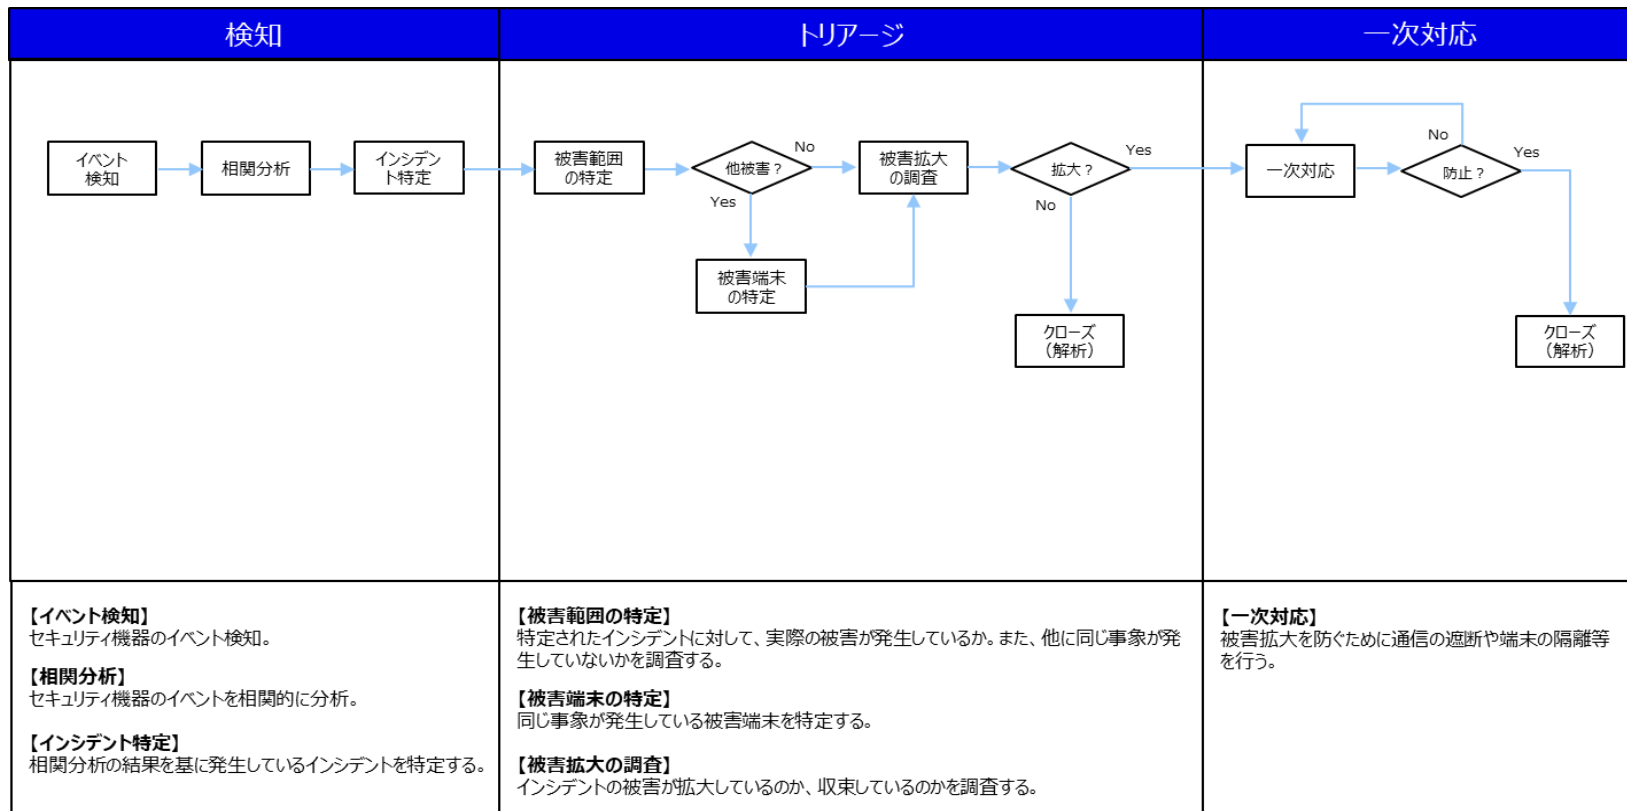 検知
トリアージ
一次対応
イベント
検知
相関分析
インシデン
ト特定
被害範囲
の特定
他被害？
No
Yes
被害端末
の特定
被害拡大
の調査
拡大？
Yes
No
クローズ
（解析）
一次対応
防止？
No
Yes
クローズ
（解析）
【イベント検知】
セキュリティ機器のイベント検知。
【相関分析】
セキュリティ機器のイベントを相関的に分析。
【インシデント特定】
相関分析の結果を基に発生しているインシデントを特定する。
【被害範囲の特定】
特定されたインシデントに対して、実際の被害が発生しているか。また、他に同じ事象が発
生していないかを調査する。
【被害端末の特定】
同じ事象が発生している被害端末を特定する。
【被害拡大の調査】
インシデントの被害が拡大しているのか、収束しているのかを調査する。
【一次対応】
被害拡大を防ぐために通信の遮断や端末の隔離等
を行う。